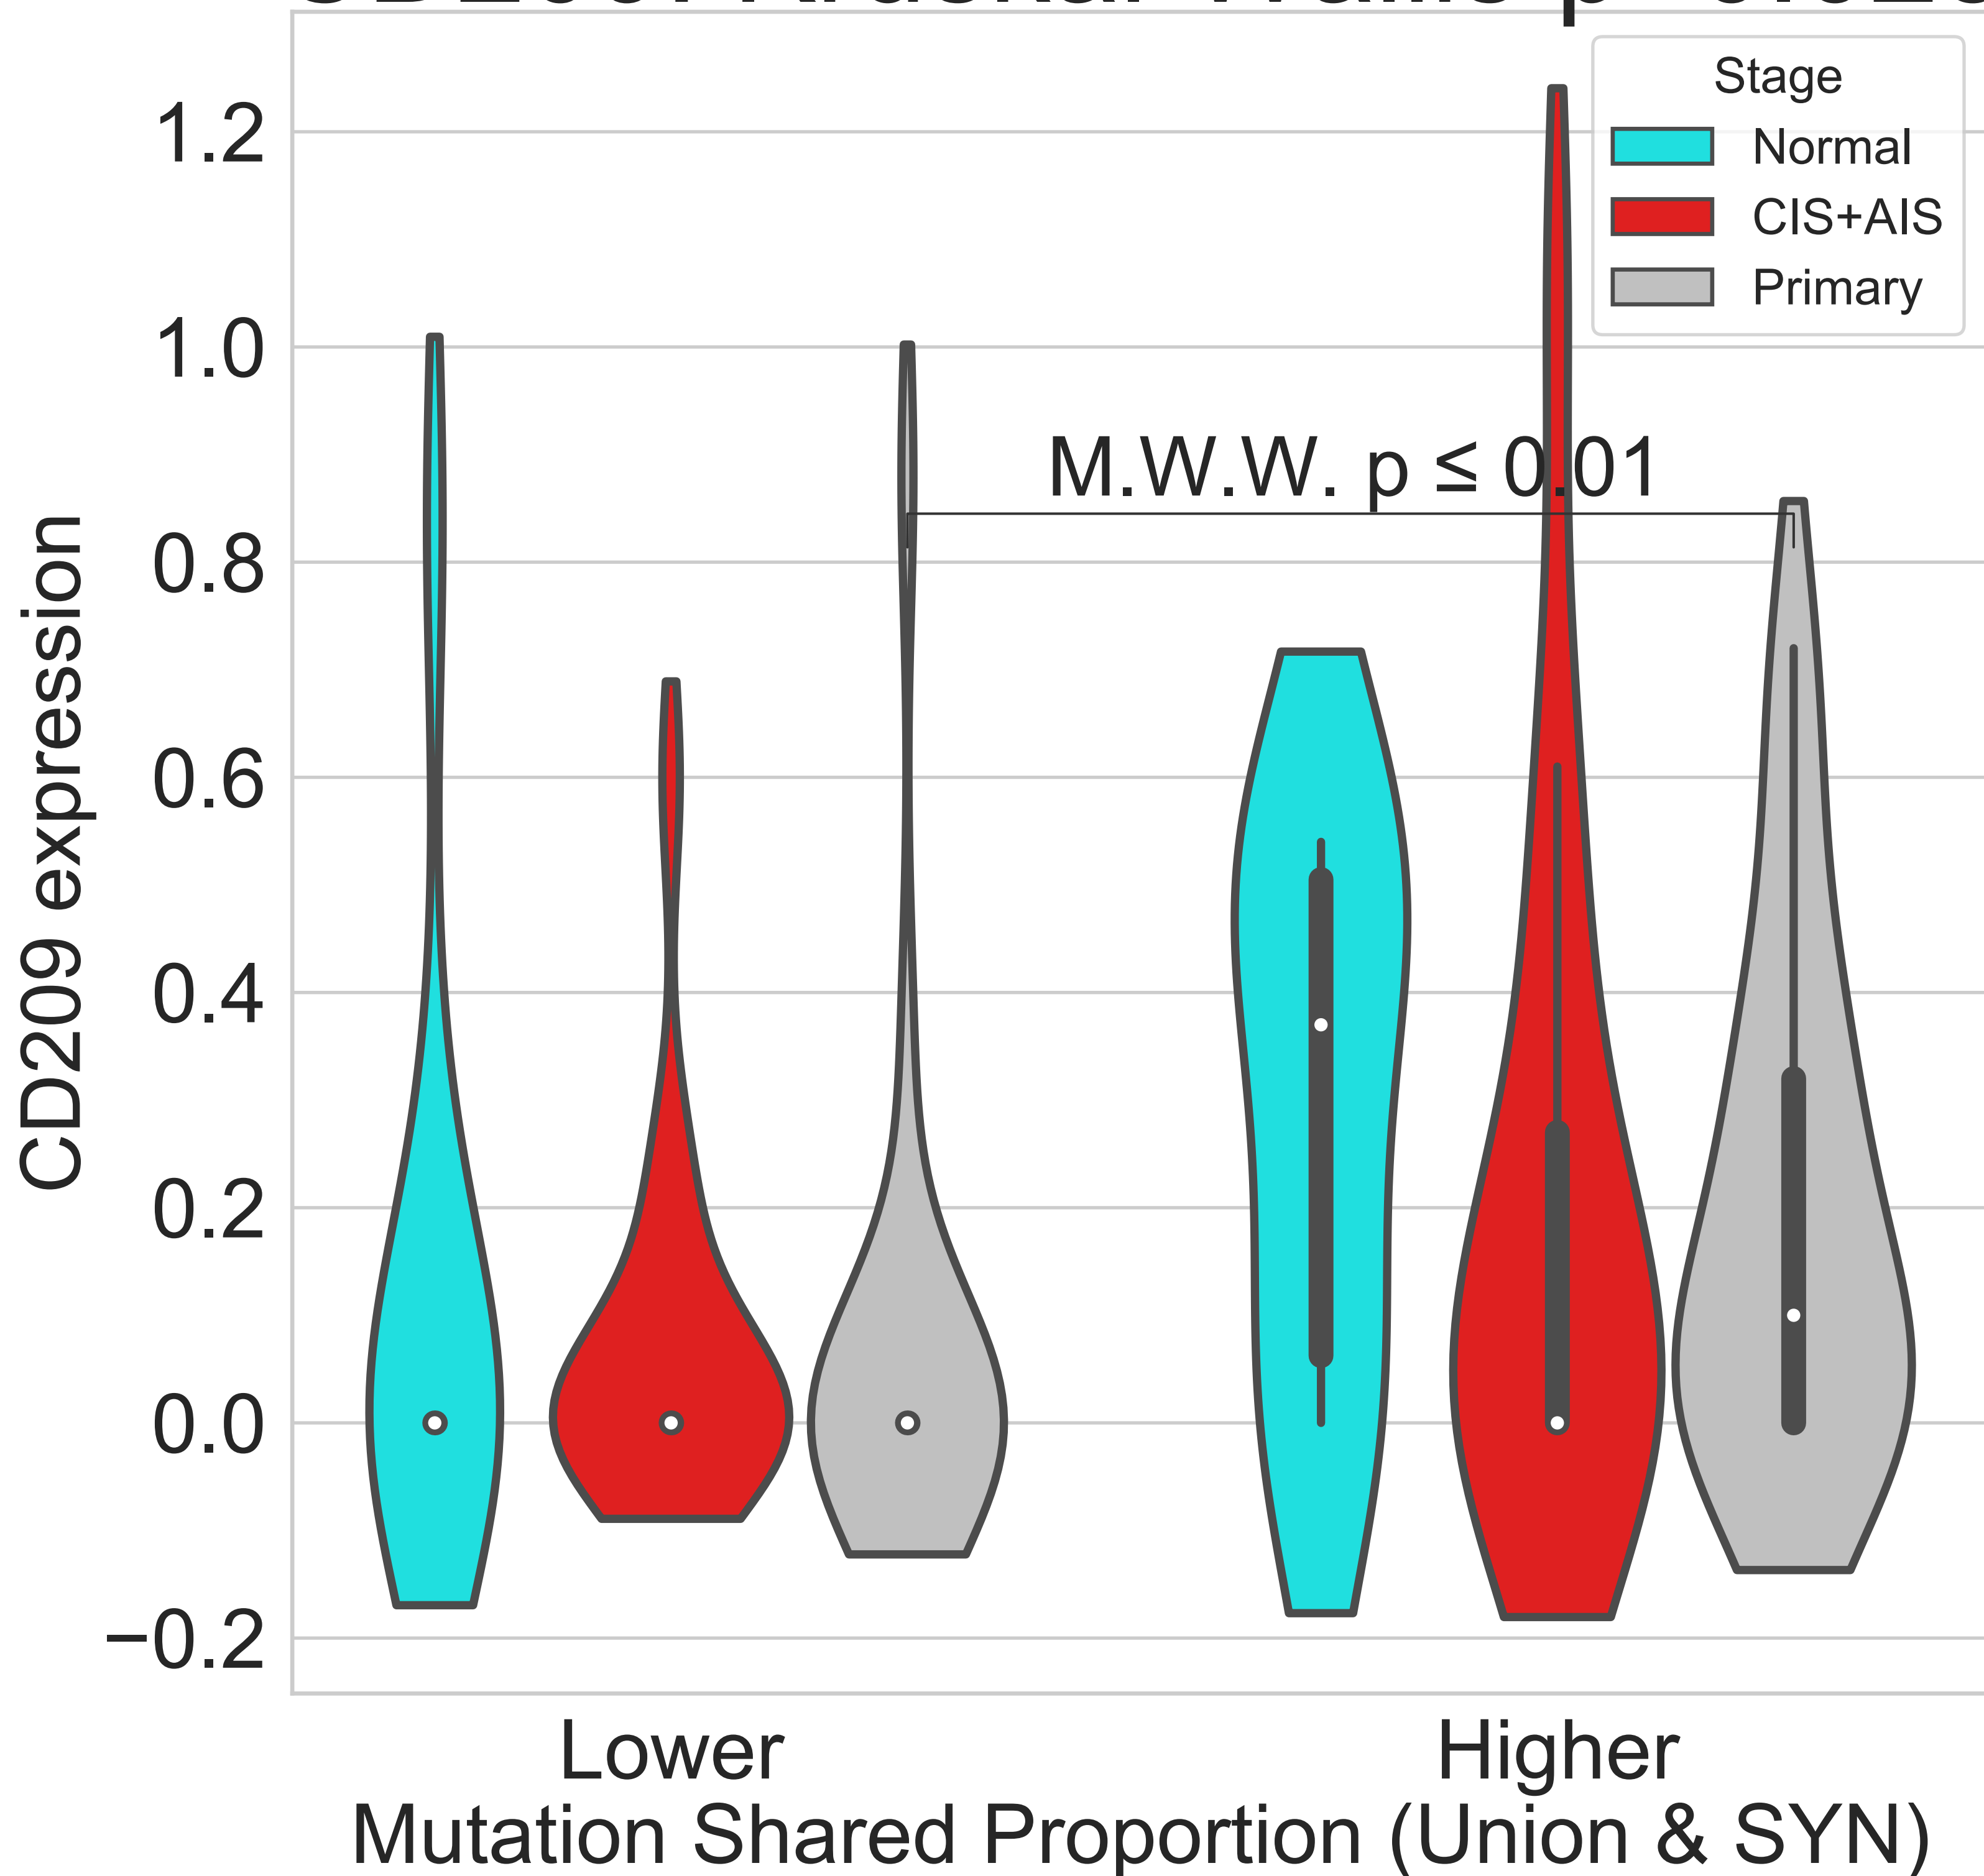 Stage
Normal
CIS+AIS
Primary
1.2
1.0
0.8
0.6
0.4
0.2
0.0
−0.2
CD209 expression
M.W.W. p ≤ 0.01
Lower
Higher
Mutation Shared Proportion (Union & SYN)